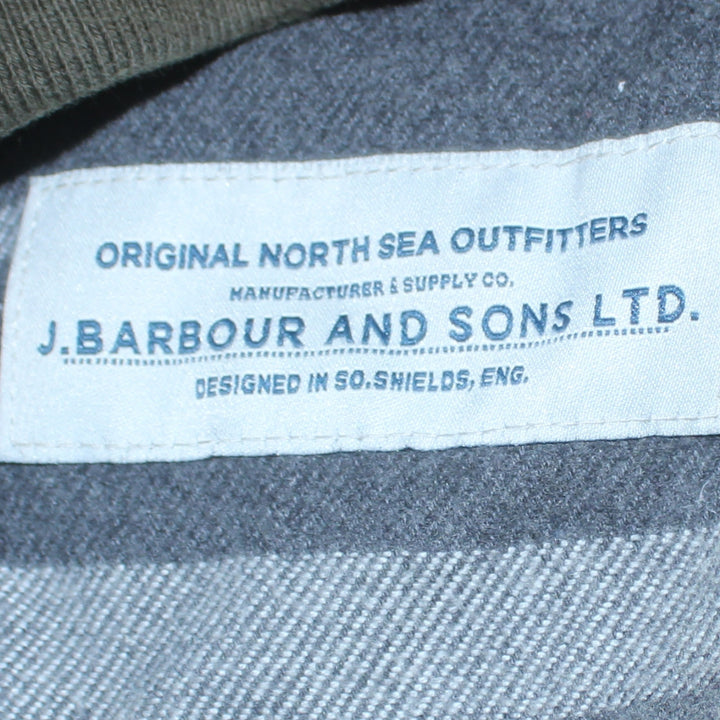 ORIGINAL NORTH SEA OUTFITTERS
MANUFACTURER & SUPPLY CO.
J.BARBOUR AND SONS LTD.
DESIGNED IN SO.SHIELDS, ENG.